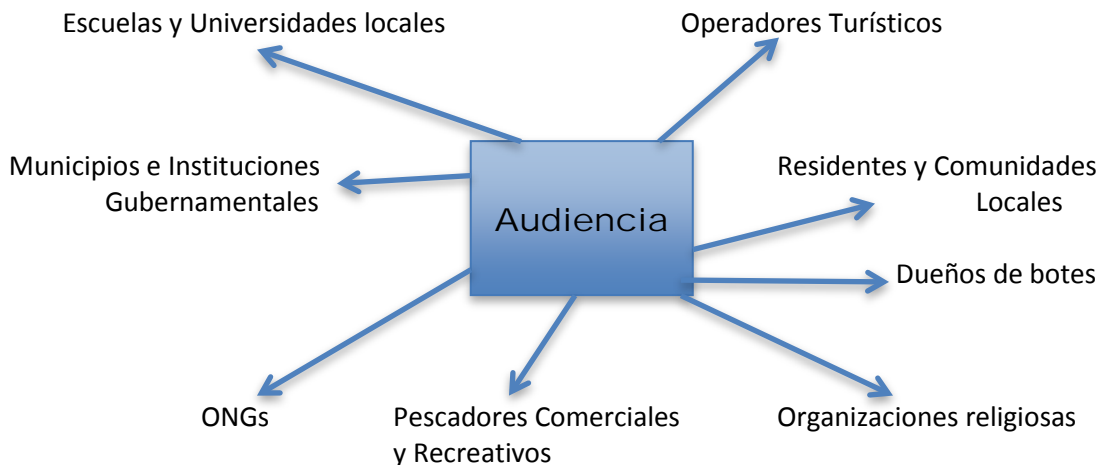 Escuelas y Universidades locales
Operadores Turísticos
Municipios e Instituciones
Gubernamentales
Residentes y Comunidades
Locales
Audiencia
Dueños de botes
ONGs
Pescadores Comerciales
y Recreativos
Organizaciones religiosas